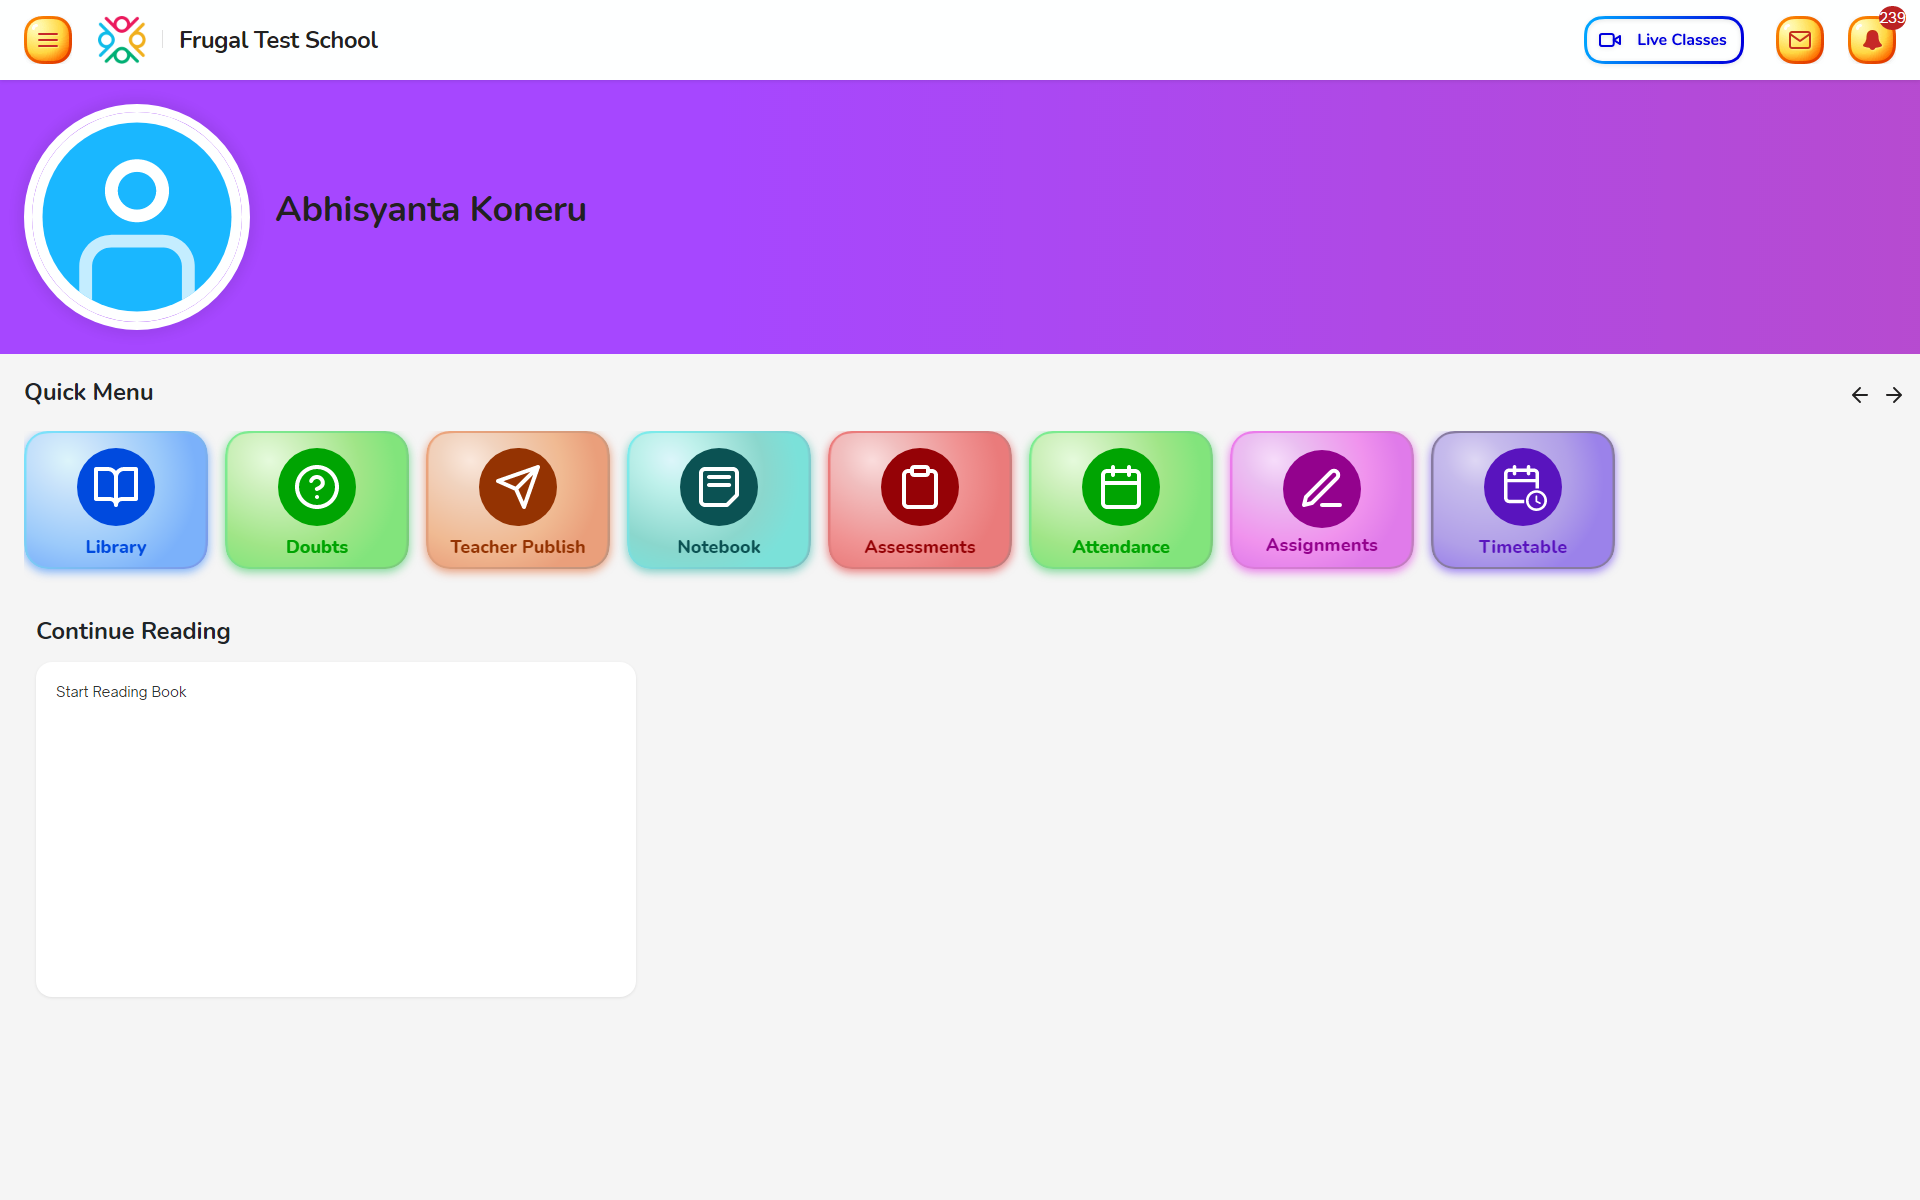 Frugal Test School
Live Classes
239
Abhisyanta Koneru
Quick Menu
Library
Doubts
Teacher Publish
Notebook
Assessments
Attendance
Assignments
Timetable
Continue Reading
Start Reading Book